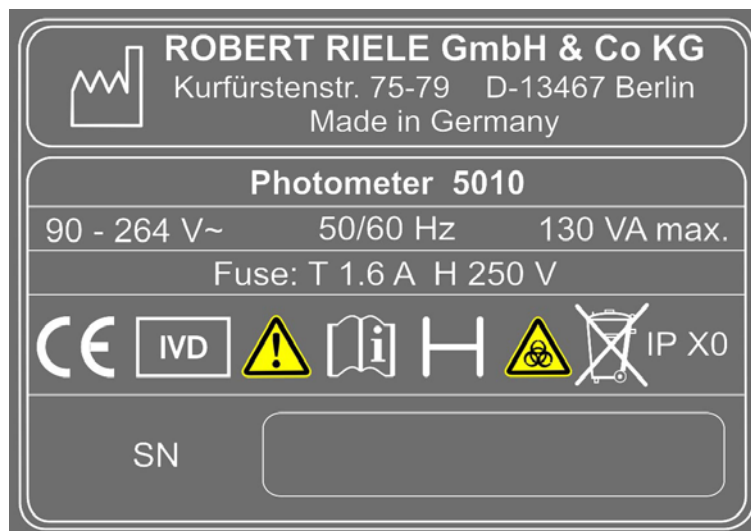 ROBERT RIELE GmbH & Co KG
Kurfürstenstr. 75-79 D-13467 Berlin
Made in Germany
Photometer 5010
90 - 264 V~ 50/60 Hz 130 VA max.
Fuse: T 1.6 A H 250 V
CE IVD ! i H IP X0
SN